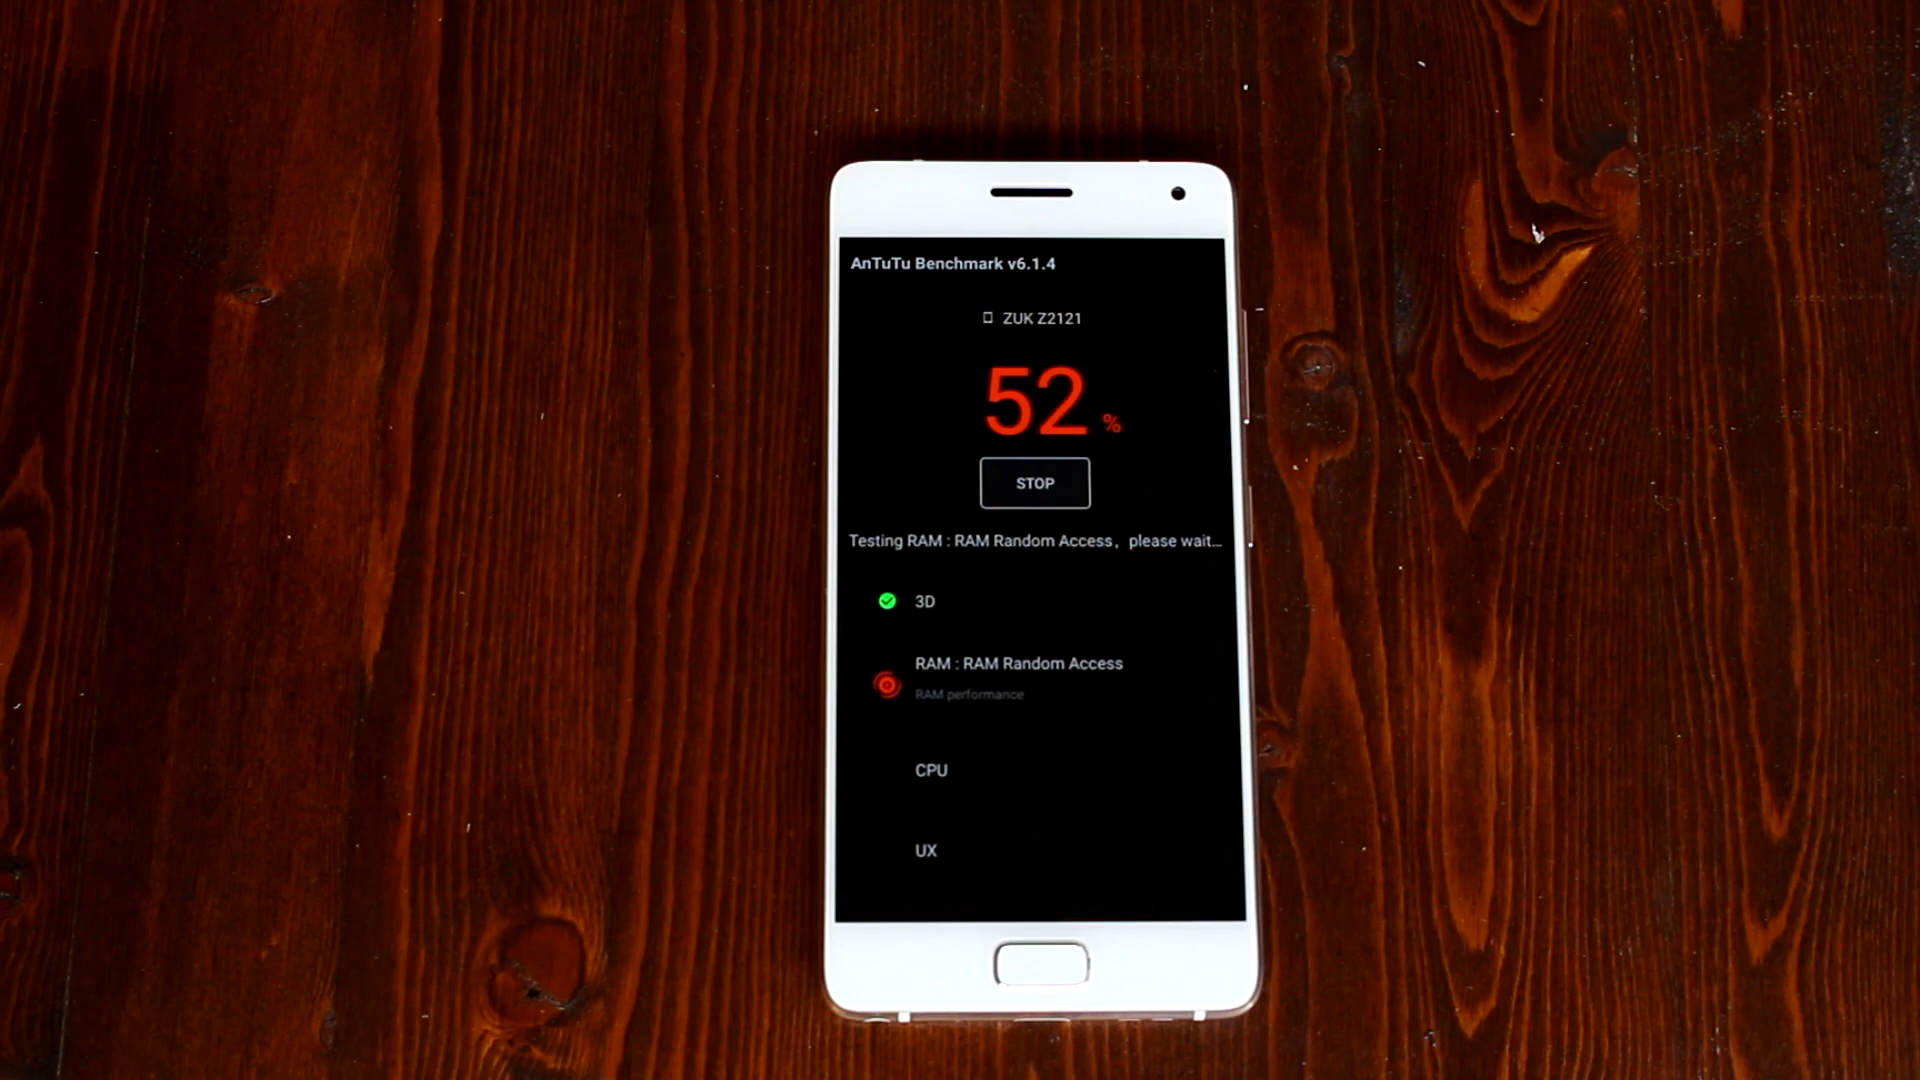 AnTuTu Benchmark v6.1.4
ZUK Z2121
52 %
STOP
Testing RAM : RAM Random Access，please wait...
3D
RAM : RAM Random Access
RAM performance
CPU
UX